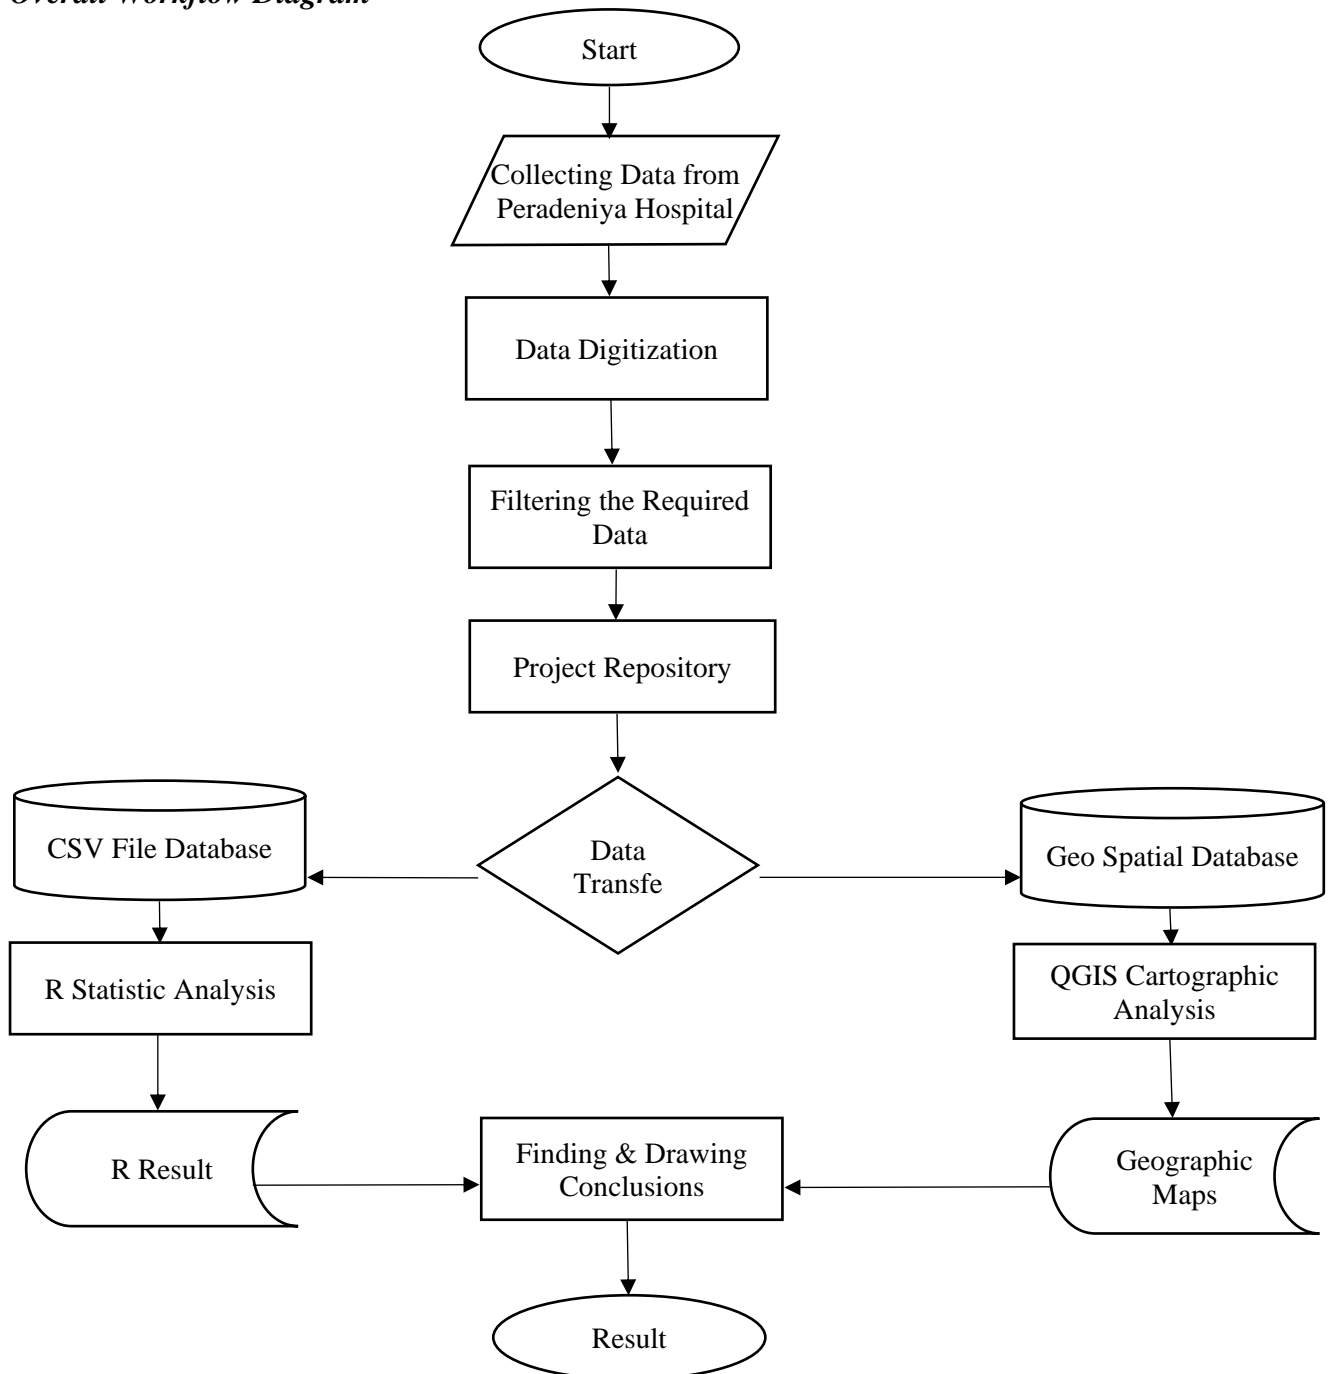 Overall Workflow Diagram
Start
Collecting Data from
Peradeniya Hospital
Data Digitization
Filtering the Required
Data
Project Repository
Data
Transfe
CSV File Database
Geo Spatial Database
R Statistic Analysis
QGIS Cartographic
Analysis
R Result
Finding & Drawing
Conclusions
Geographic
Maps
Result